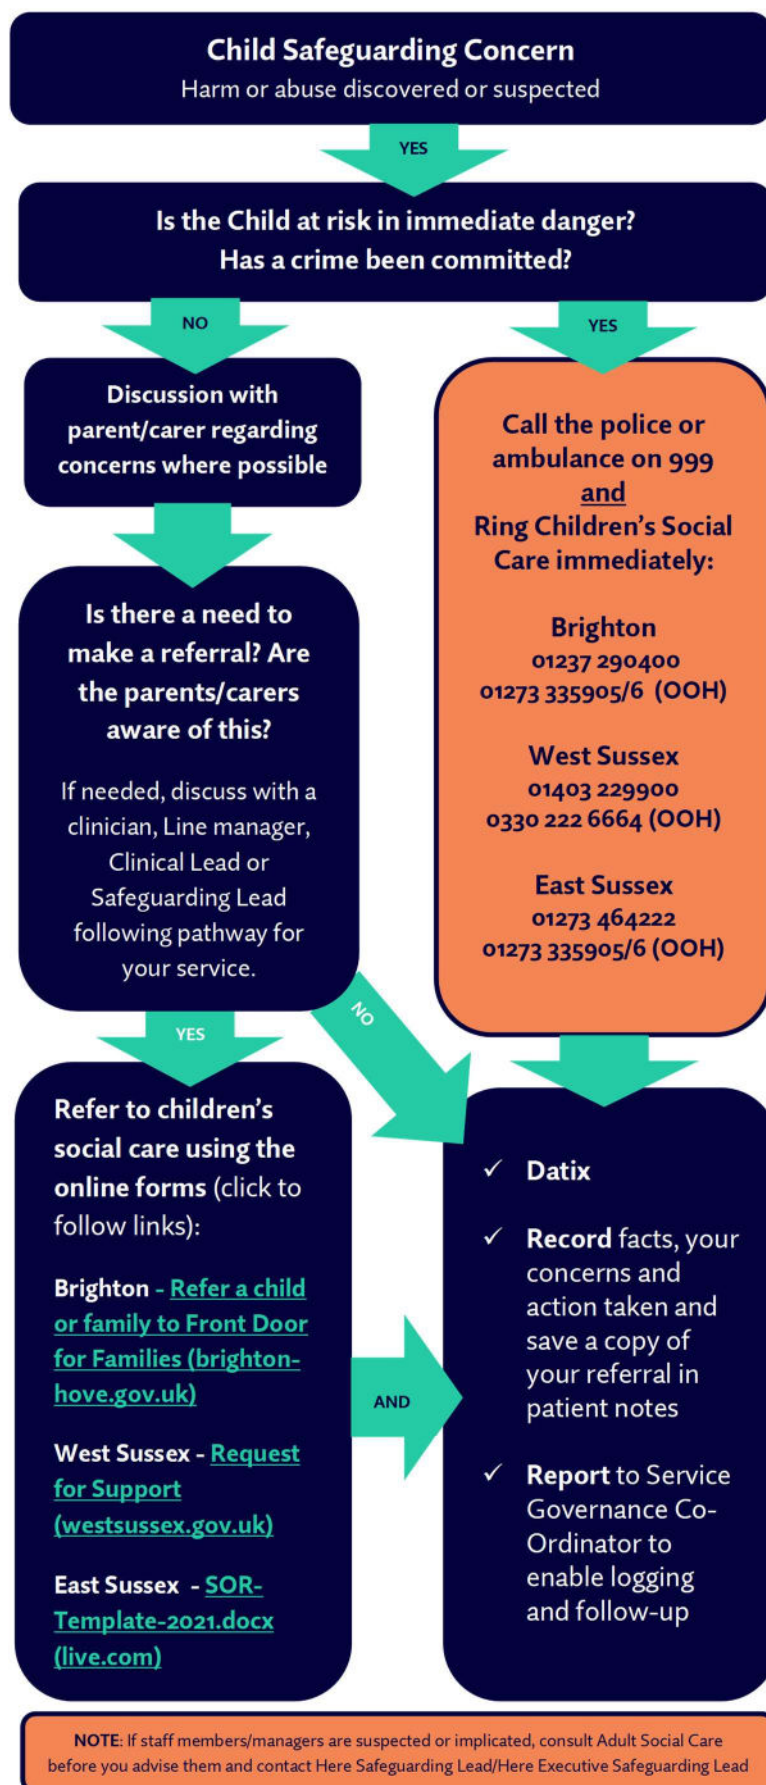 Child Safeguarding Concern
Harm or abuse discovered or suspected
YES
Is the Child at risk in immediate danger?
Has a crime been committed?
NO
Discussion with
parent/carer regarding
concerns where possible
Is there a need to
make a referral? Are
the parents/carers
aware of this?
If needed, discuss with a
clinician, Line manager,
Clinical Lead or
Safeguarding Lead
following pathway for
your service.
YES
Call the police or
ambulance on 999
and
Ring Children's Social
Care immediately:
Brighton
01237 290400
01273 335905/6 (OOH)
West Sussex
01403 229900
0330 222 6664 (OOH)
East Sussex
01273 464222
01273 335905/6 (OOH)
YES
NO
Refer to children's
social care using the
online forms (click to
follow links):
Brighton - Refer a child
or family to Front Door
for Families (brighton-
hove.gov.uk)
West Sussex - Request
for Support
(westsussex.gov.uk)
East Sussex - SOR-
Template-2021.docx
(live.com)
AND
✓ Datix
✓ Record facts, your
concerns and
action taken and
save a copy of
your referral in
patient notes
✓ Report to Service
Governance Co-
Ordinator to
enable logging
and follow-up
NOTE: If staff members/managers are suspected or implicated, consult Adult Social Care
before you advise them and contact Here Safeguarding Lead/Here Executive Safeguarding Lead